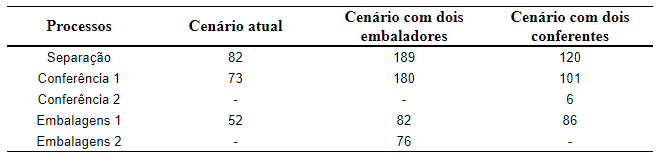 Processos Cenário atual Cenário com dois embaladores Cenário com dois conferentes
Separação 82 189 120
Conferência 1 73 180 101
Conferência 2 - - 6
Embalagens 1 52 82 86
Embalagens 2 - 76 -